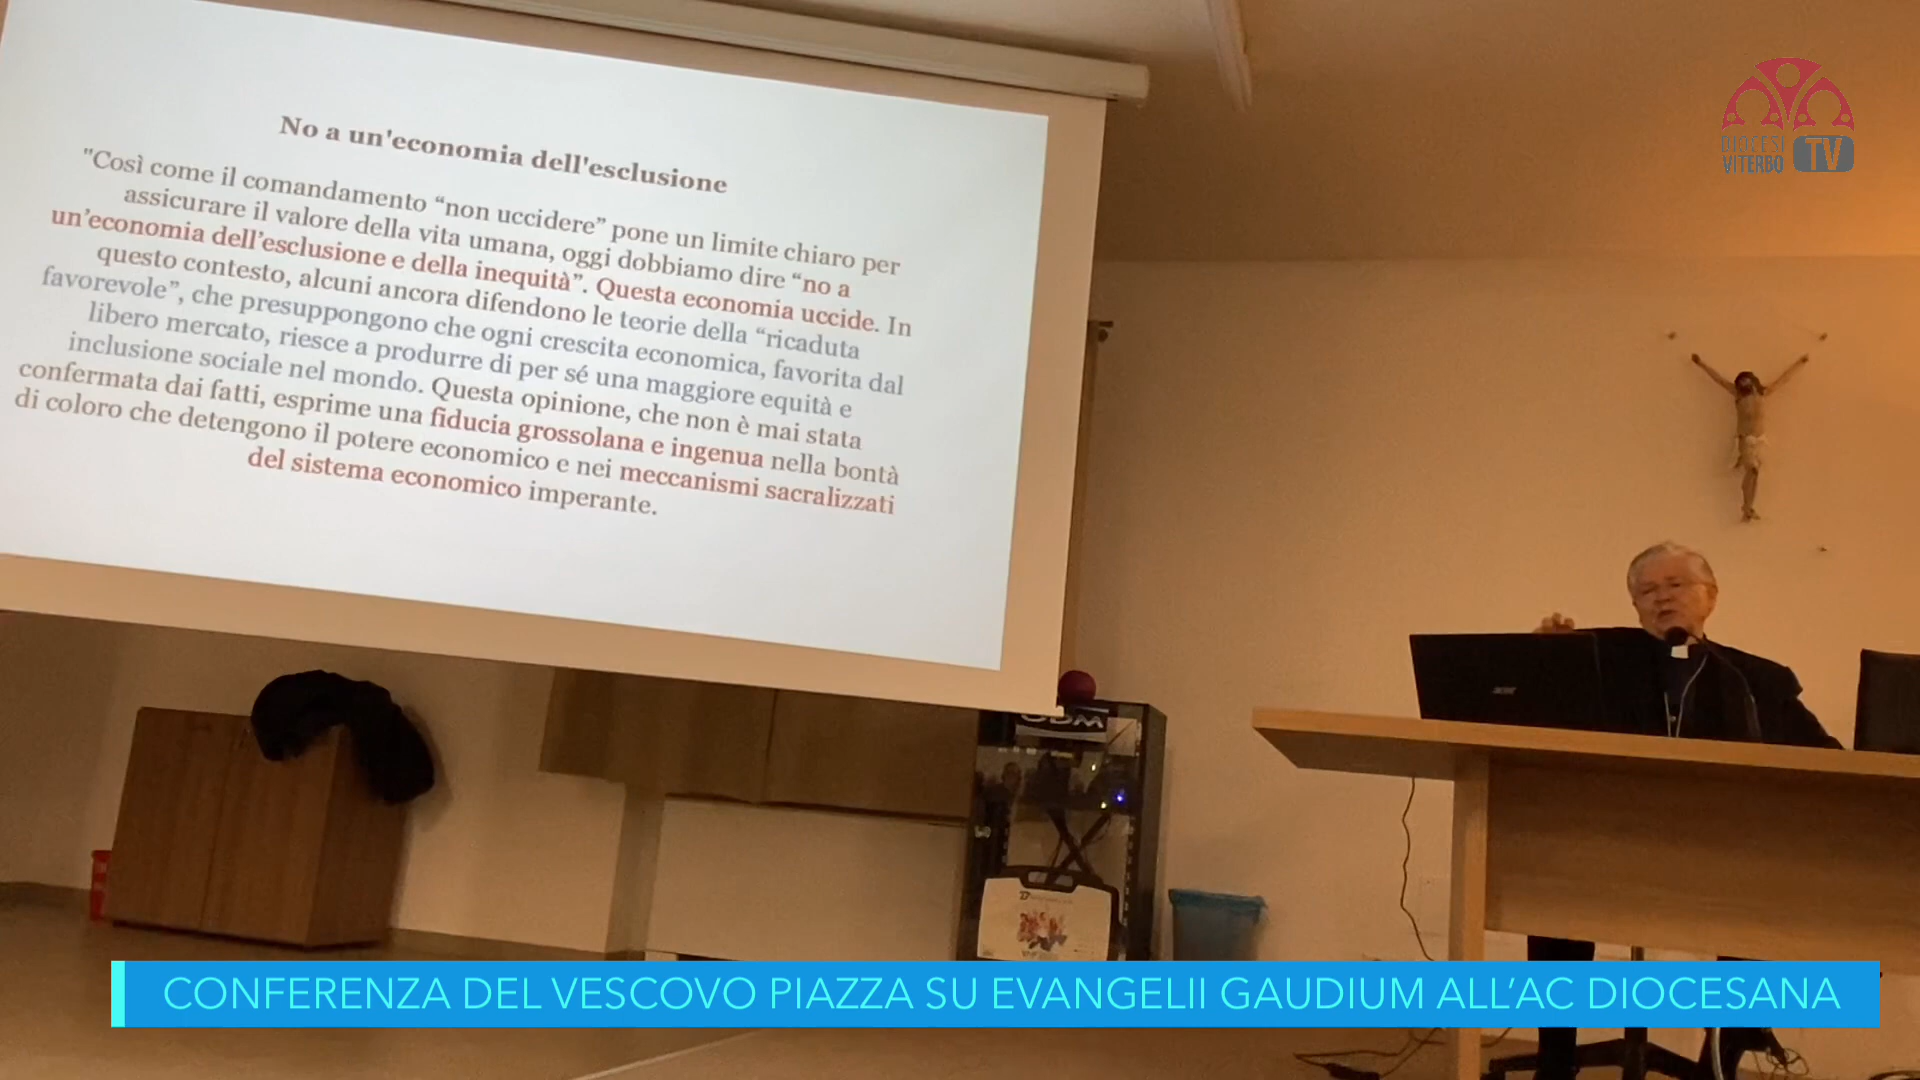 No a un'economia dell'esclusione
"Così come il comandamento “non uccidere” pone un limite chiaro per
assicurare il valore della vita umana, oggi dobbiamo dire “no a
un’economia dell’esclusione e della inequità”. Questa economia uccide. In
questo contesto, alcuni ancora difendono le teorie della “ricaduta
favorevole”, che presuppongono che ogni crescita economica, favorita dal
libero mercato, riesce a produrre di per sé una maggiore equità e
inclusione sociale nel mondo. Questa opinione, che non è mai stata
confermata dai fatti, esprime una fiducia grossolana e ingenua nella bontà
di coloro che detengono il potere economico e nei meccanismi sacralizzati
del sistema economico imperante.
DIOCESI
VITERBO TV
acer
CONFERENZA DEL VESCOVO PIAZZA SU EVANGELII GAUDIUM ALL’AC DIOCESANA